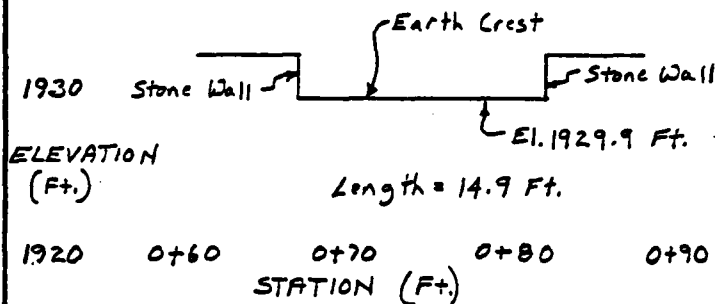 Earth Crest
1930 Stone Wall Stone Wall
El. 1929.9 Ft.
ELEVATION
(Ft.) Length = 14.9 Ft.
1920 0+60 0+70 0+80 0+90
STATION (Ft.)